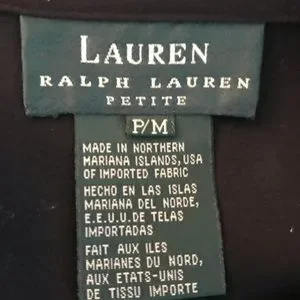 LAUREN
RALPH LAUREN
PETITE
P/M
MADE IN NORTHERN
MARIANA ISLANDS, USA
OF IMPORTED FABRIC
HECHO EN LAS ISLAS
MARIANA DEL NORDE,
E.E.U.U. DE TELAS
IMPORTADAS
FAIT AUX ILES
MARIANES DU NORD,
AUX ETATS-UNIS
DE TISSU IMPORTE